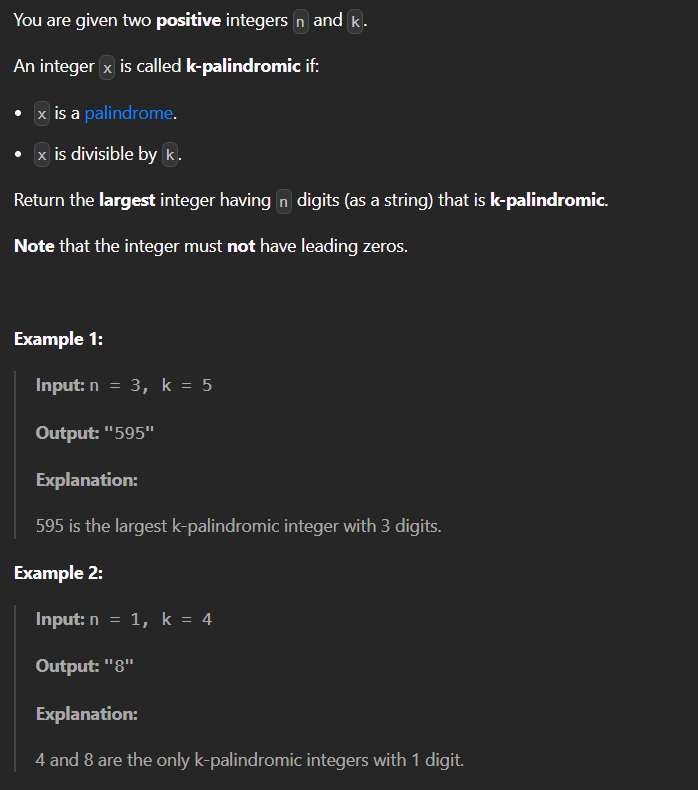 You are given two positive integers n and k.
An integer x is called k-palindromic if:
• x is a palindrome.
• x is divisible by k.
Return the largest integer having n digits (as a string) that is k-palindromic.
Note that the integer must not have leading zeros.
Example 1:
Input: n = 3, k = 5
Output: "595"
Explanation:
595 is the largest k-palindromic integer with 3 digits.
Example 2:
Input: n = 1, k = 4
Output: "8"
Explanation:
4 and 8 are the only k-palindromic integers with 1 digit.